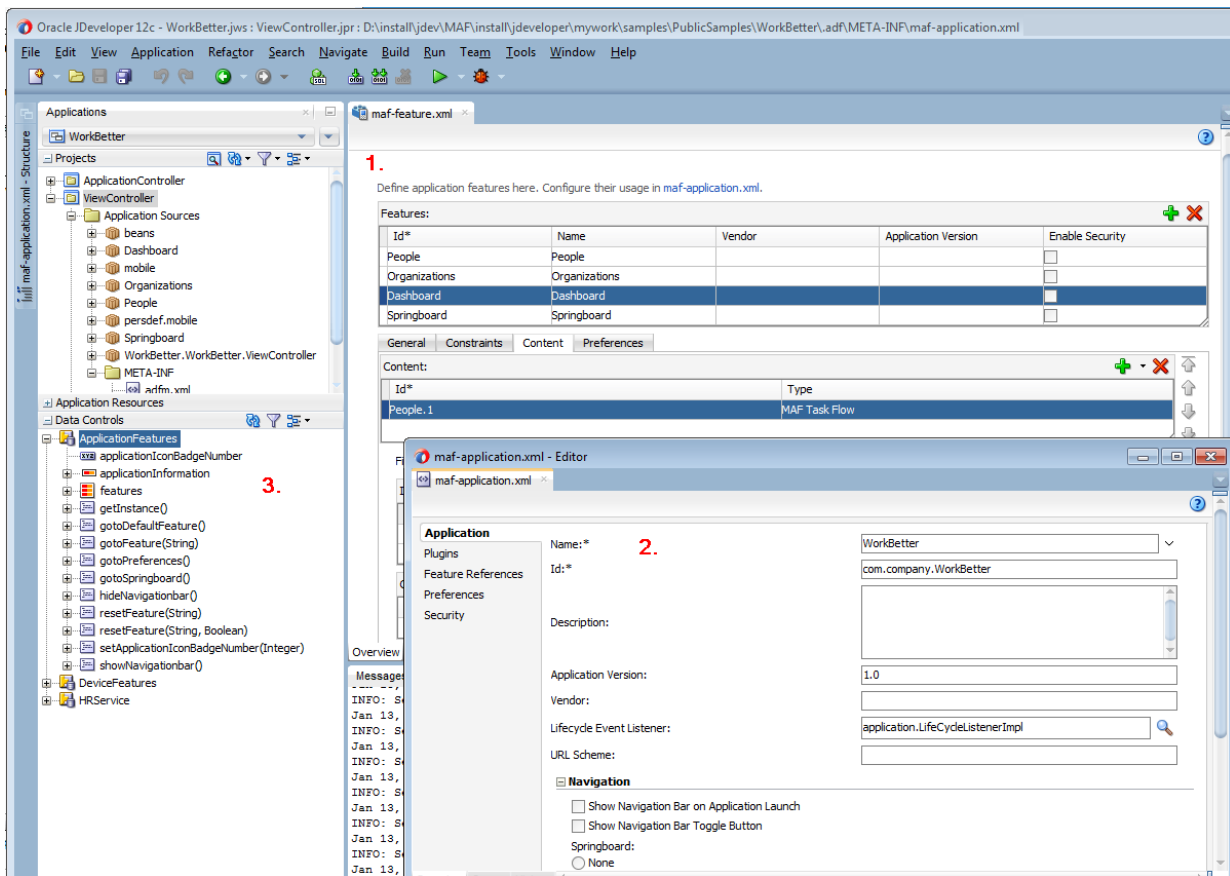 Oracle JDeveloper 12c - WorkBetter.jws : ViewController.jpr : D:\install\jdev\MAF\install\jdeveloper\mywork\samples\PublicSamples\WorkBetter\.adf\META-INF\maf-application.xml
File Edit View Application Refactor Search Navigate Build Run Team Tools Window Help
maf-application.xml - Structure
Applications
WorkBetter
Projects
ApplicationController
ViewController
Application Sources
beans
Dashboard
mobile
Organizations
People
persdef.mobile
Springboard
WorkBetter.WorkBetter.ViewController
META-INF
adfm.xml
Application Resources
Data Controls
ApplicationFeatures
applicationIconBadgeNumber
applicationInformation
features
3.
getInstance()
gotoDefaultFeature()
gotoFeature(String)
gotoPreferences()
gotoSpringboard()
hideNavigationbar()
resetFeature(String)
resetFeature(String, Boolean)
setApplicationIconBadgeNumber(Integer)
showNavigationbar()
DeviceFeatures
HRService
maf-feature.xml
1.
Define application features here. Configure their usage in maf-application.xml.
Features:
Id* Name Vendor Application Version Enable Security
People People
Organizations Organizations
Dashboard Dashboard
Springboard Springboard
General Constraints Content Preferences
Content:
Id* Type
People.1 MAF Task Flow
Overview
Messages
INFO: Se
Jan 13,
INFO: Se
Jan 13,
INFO: Se
Jan 13,
INFO: Se
Jan 13,
INFO: Se
Jan 13,
INFO: Se
Jan 13,
maf-application.xml - Editor
maf-application.xml
Application
Plugins
Feature References
Preferences
Security
2.
Name:* WorkBetter
Id:* com.company.WorkBetter
Description:
Application Version: 1.0
Vendor:
Lifecycle Event Listener: application.LifeCycleListenerImpl
URL Scheme:
Navigation
Show Navigation Bar on Application Launch
Show Navigation Bar Toggle Button
Springboard:
None